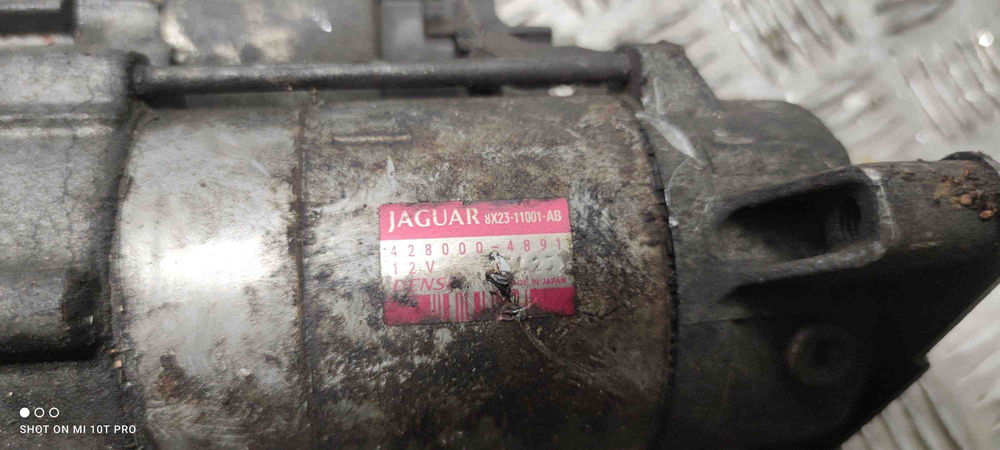 JAGUAR 8X23-11001-AB
428000-4891
12V
MADE IN JAPAN
SHOT ON MI 10T PRO